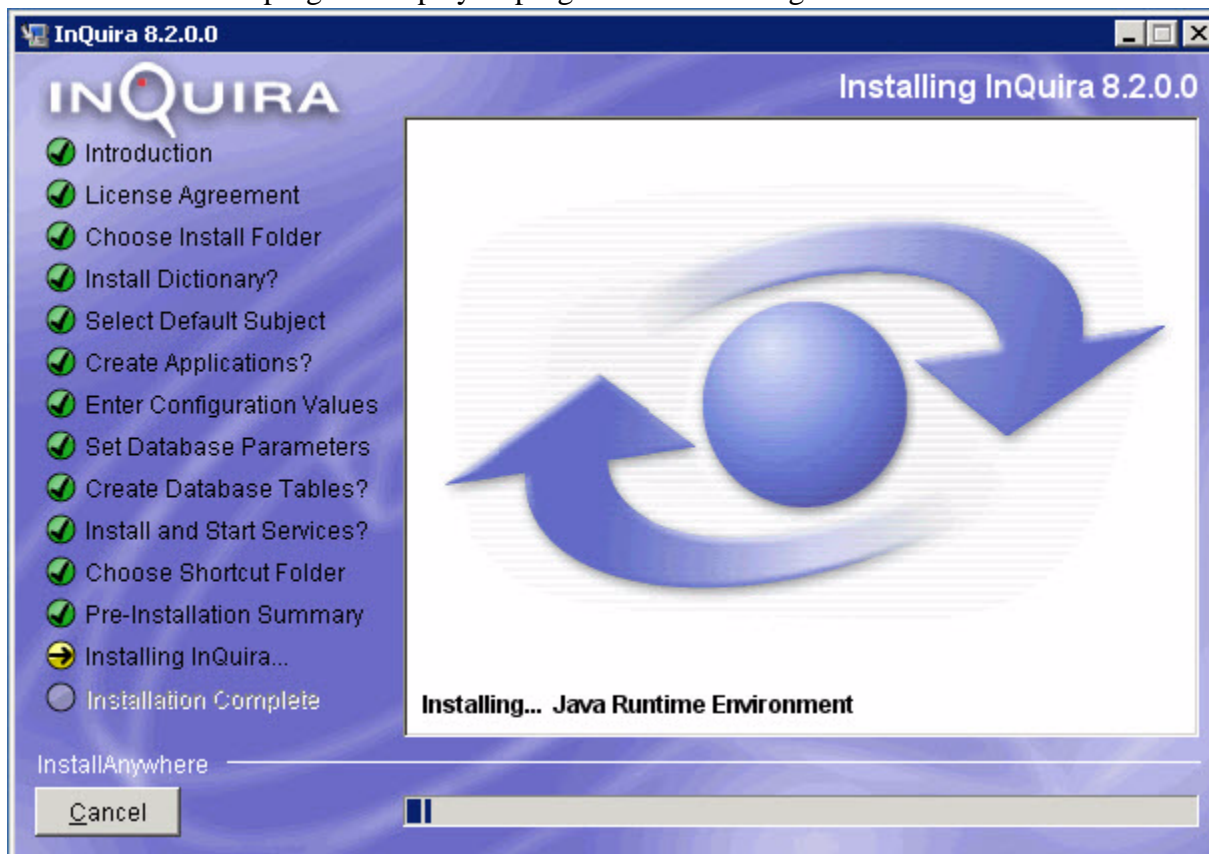 InQuira 8.2.0.0
INQUIRA
Installing InQuira 8.2.0.0
Introduction
License Agreement
Choose Install Folder
Install Dictionary?
Select Default Subject
Create Applications?
Enter Configuration Values
Set Database Parameters
Create Database Tables?
Install and Start Services?
Choose Shortcut Folder
Pre-Installation Summary
Installing InQuira...
Installation Complete
Installing... Java Runtime Environment
InstallAnywhere
Cancel